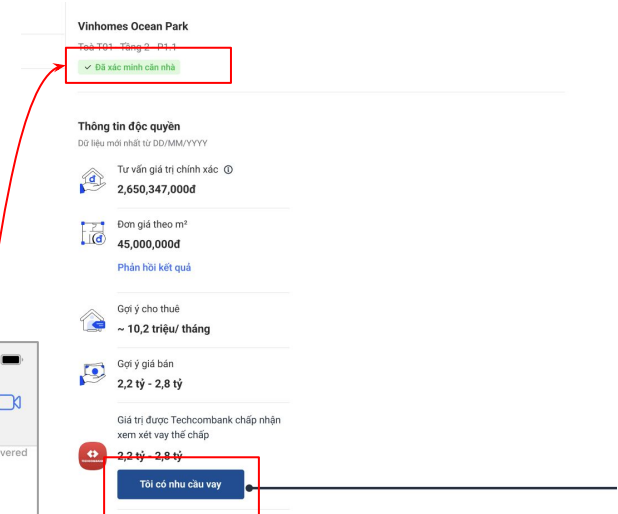 Vinhomes Ocean Park
Toà T01 - Tầng 2 - P1.1
✓ Đã xác minh căn nhà
Thông tin độc quyền
Dữ liệu mới nhất từ DD/MM/YYYY
Tư vấn giá trị chính xác
2,650,347,000đ
Đơn giá theo m²
45,000,000đ
Phản hồi kết quả
Gợi ý cho thuê
~ 10,2 triệu/ tháng
Gợi ý giá bán
2,2 tỷ - 2,8 tỷ
Giá trị được Techcombank chấp nhận
xem xét vay thế chấp
2,2 tỷ - 2,8 tỷ
vered
Tôi có nhu cầu vay